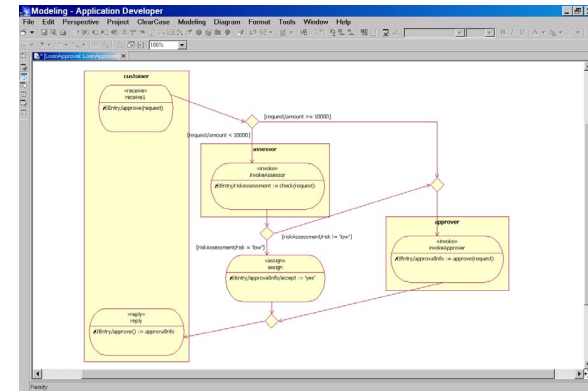 Modeling - Application Developer
File Edit Perspective Project ClearCase Modeling Diagram Format Tools Window Help
100%
customer
«receive»
receive1
Entry/approve(request)
[request/amount >= 10000]
[request/amount < 10000]
assessor
«invoke»
invokeAssessor
Entry/riskAssessment := check(request)
[riskAssessment/risk != 'low']
[riskAssessment/risk = 'low']
approver
«invoke»
invokeApprover
Entry/approvalInfo := approve(request)
«assign»
assign
Entry/approvalInfo/accept := 'yes'
«reply»
reply
Entry/approve() := approvalInfo
Ready